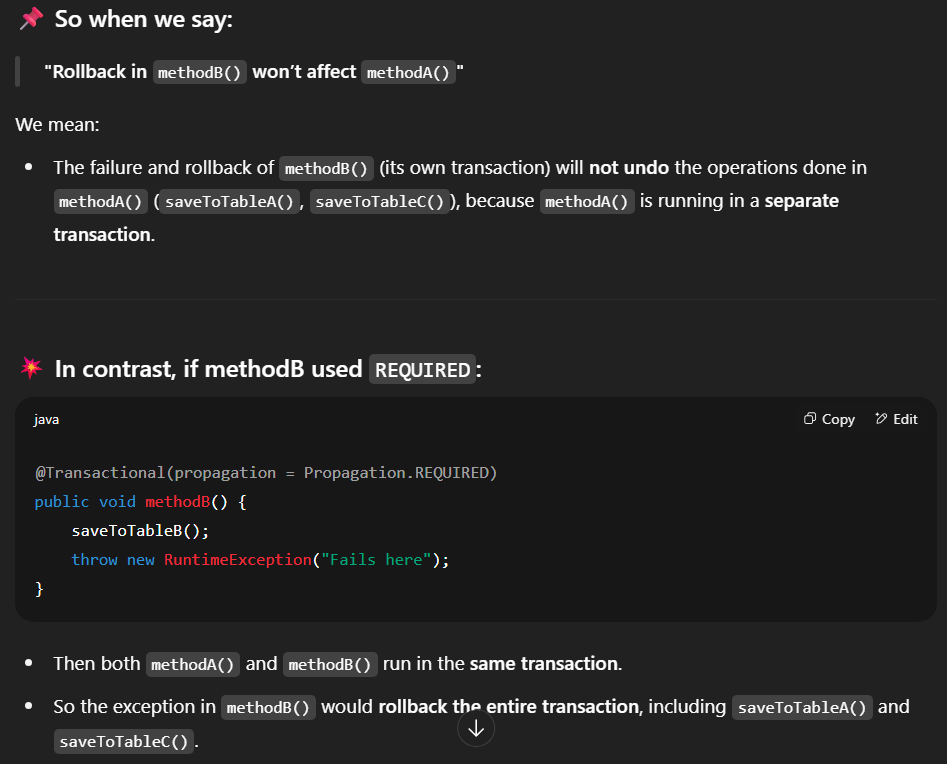 📌 So when we say:
"Rollback in methodB() won’t affect methodA() "
We mean:
• The failure and rollback of methodB() (its own transaction) will not undo the operations done in
methodA() ( saveToTableA() , saveToTableC() ), because methodA() is running in a separate
transaction.
💥 In contrast, if methodB used REQUIRED :
java Copy Edit
@Transactional(propagation = Propagation.REQUIRED)
public void methodB() {
    saveToTableB();
    throw new RuntimeException("Fails here");
}
• Then both methodA() and methodB() run in the same transaction.
• So the exception in methodB() would rollback the entire transaction, including saveToTableA() and
saveToTableC() .